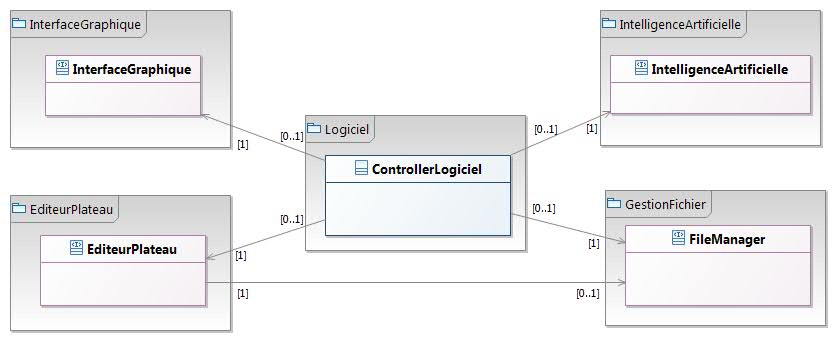 InterfaceGraphique
InterfaceGraphique
IntelligenceArtificielle
IntelligenceArtificielle
[1]
[0..1]
Logiciel
ControllerLogiciel
[0..1]
[1]
EditeurPlateau
EditeurPlateau
[0..1]
[1]
[0..1]
[1]
GestionFichier
FileManager
[1]
[0..1]